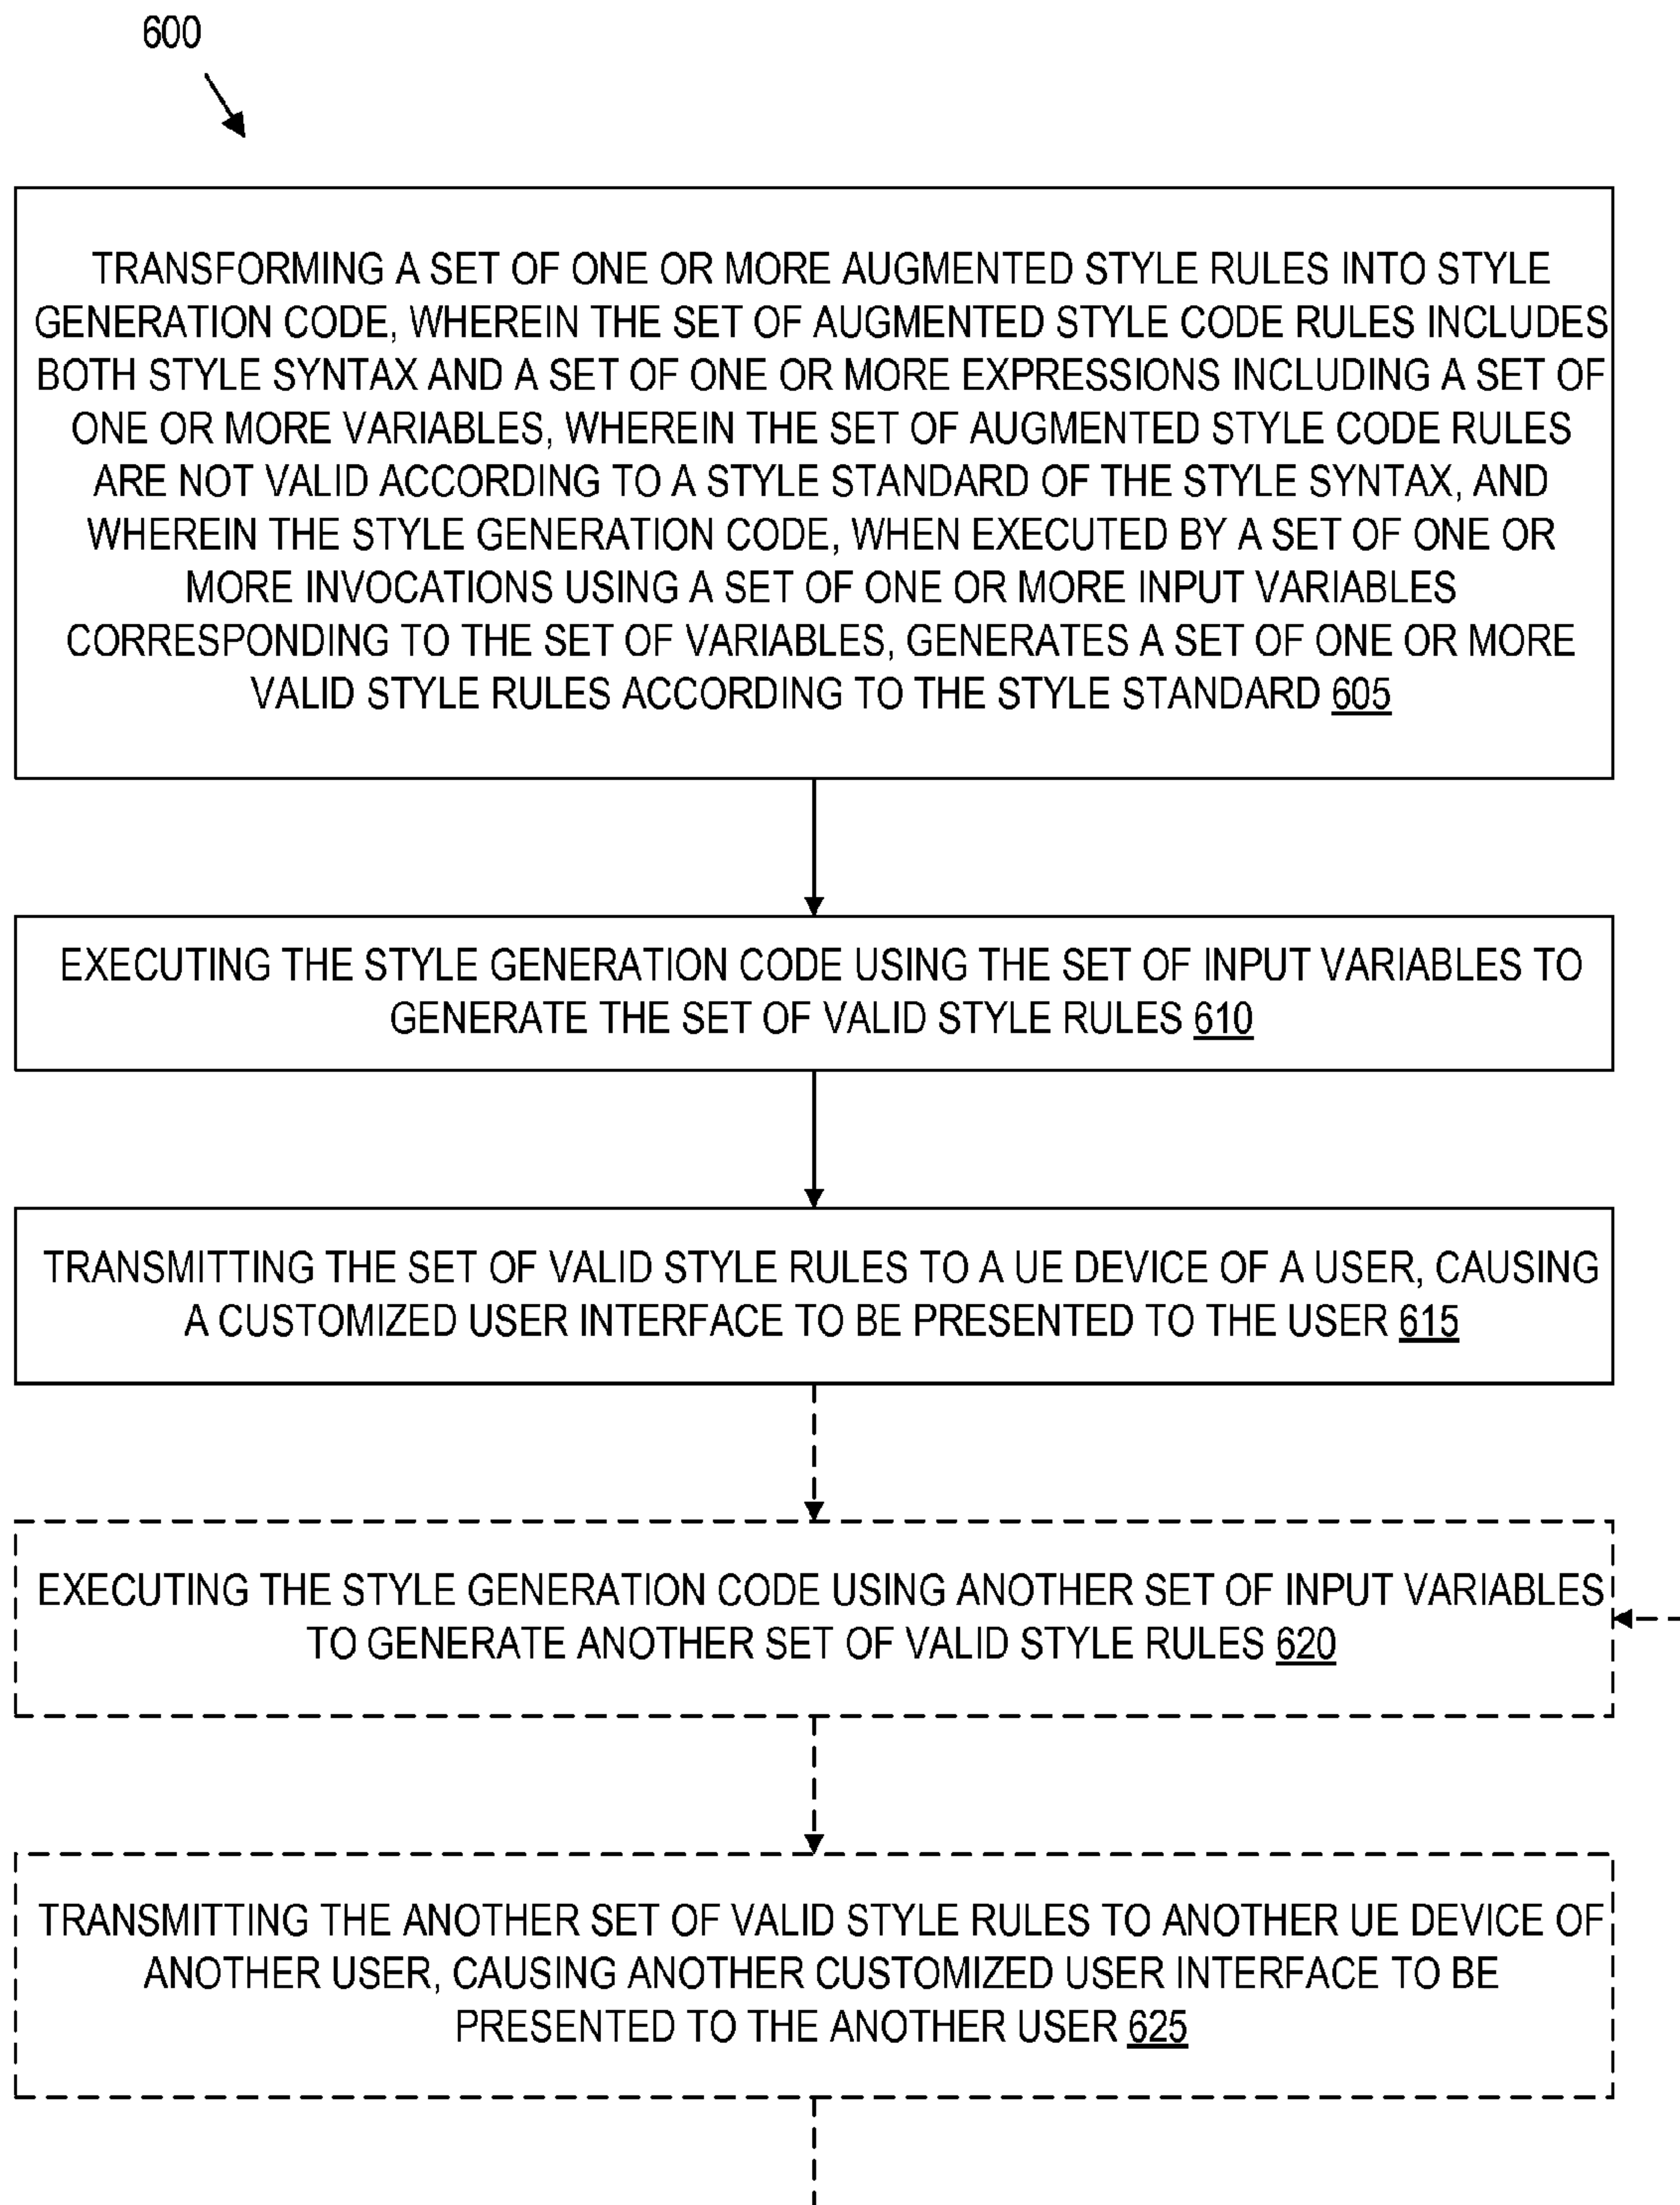 600
TRANSFORMING A SET OF ONE OR MORE AUGMENTED STYLE RULES INTO STYLE
GENERATION CODE, WHEREIN THE SET OF AUGMENTED STYLE CODE RULES INCLUDES
BOTH STYLE SYNTAX AND A SET OF ONE OR MORE EXPRESSIONS INCLUDING A SET OF
ONE OR MORE VARIABLES, WHEREIN THE SET OF AUGMENTED STYLE CODE RULES
ARE NOT VALID ACCORDING TO A STYLE STANDARD OF THE STYLE SYNTAX, AND
WHEREIN THE STYLE GENERATION CODE, WHEN EXECUTED BY A SET OF ONE OR
MORE INVOCATIONS USING A SET OF ONE OR MORE INPUT VARIABLES
CORRESPONDING TO THE SET OF VARIABLES, GENERATES A SET OF ONE OR MORE
VALID STYLE RULES ACCORDING TO THE STYLE STANDARD 605
EXECUTING THE STYLE GENERATION CODE USING THE SET OF INPUT VARIABLES TO
GENERATE THE SET OF VALID STYLE RULES 610
TRANSMITTING THE SET OF VALID STYLE RULES TO A UE DEVICE OF A USER, CAUSING
A CUSTOMIZED USER INTERFACE TO BE PRESENTED TO THE USER 615
EXECUTING THE STYLE GENERATION CODE USING ANOTHER SET OF INPUT VARIABLES
TO GENERATE ANOTHER SET OF VALID STYLE RULES 620
TRANSMITTING THE ANOTHER SET OF VALID STYLE RULES TO ANOTHER UE DEVICE OF
ANOTHER USER, CAUSING ANOTHER CUSTOMIZED USER INTERFACE TO BE
PRESENTED TO THE ANOTHER USER 625